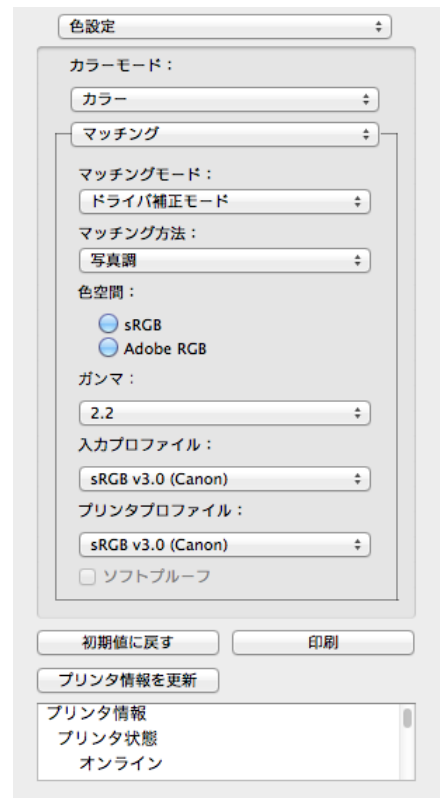 色設定
カラーモード：
カラー
マッチング
マッチングモード：
ドライバ補正モード
マッチング方法：
写真調
色空間：
sRGB
Adobe RGB
ガンマ：
2.2
入力プロファイル：
sRGB v3.0 (Canon)
プリンタプロファイル：
sRGB v3.0 (Canon)
ソフトプルーフ
初期値に戻す 印刷
プリンタ情報を更新
プリンタ情報
プリンタ状態
オンライン